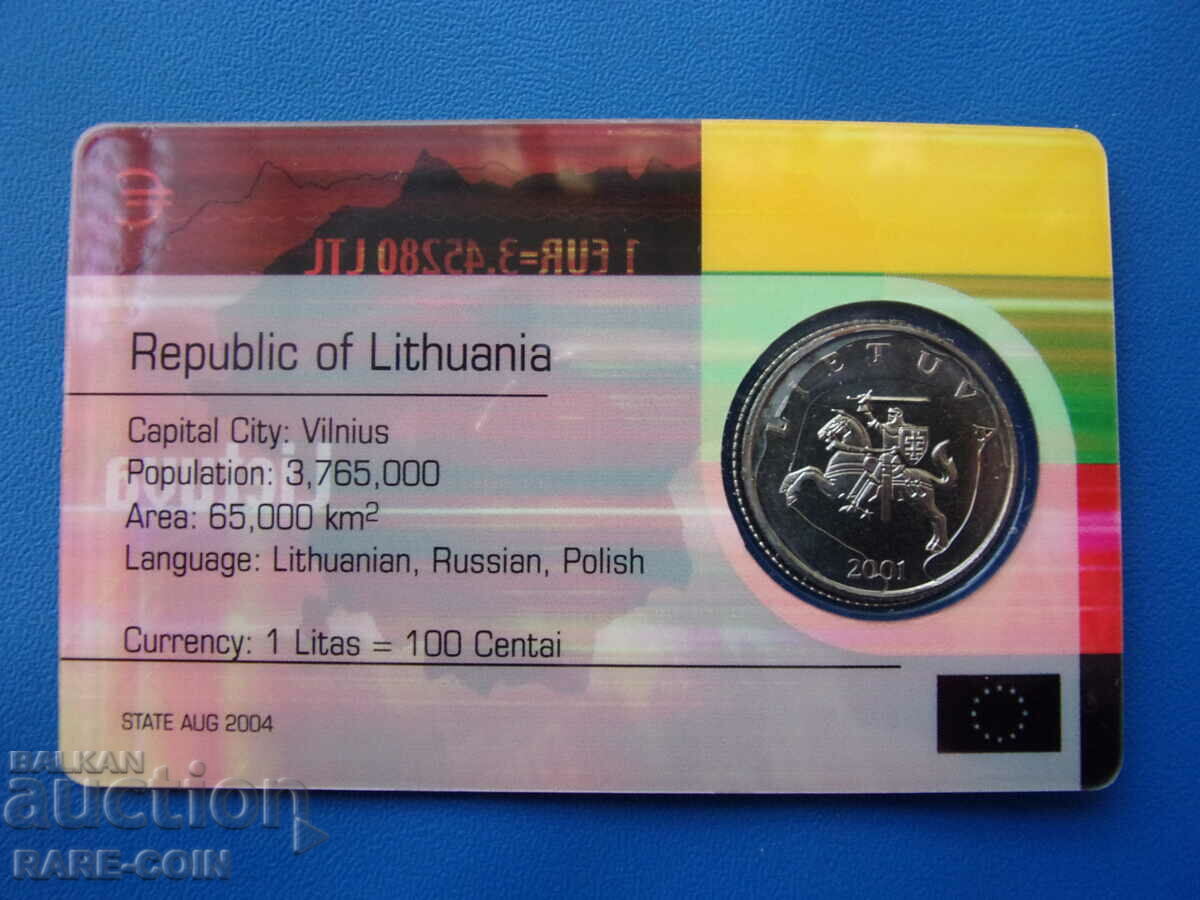 €
1 EUR=3.45280 LTL
Republic of Lithuania
Capital City: Vilnius
Population: 3,765,000
Lietuva
Area: 65,000 km²
Language: Lithuanian, Russian, Polish
Currency: 1 Litas = 100 Centai
STATE AUG 2004
LIETUVA
2001
BALKAN
auction
RARE-COIN